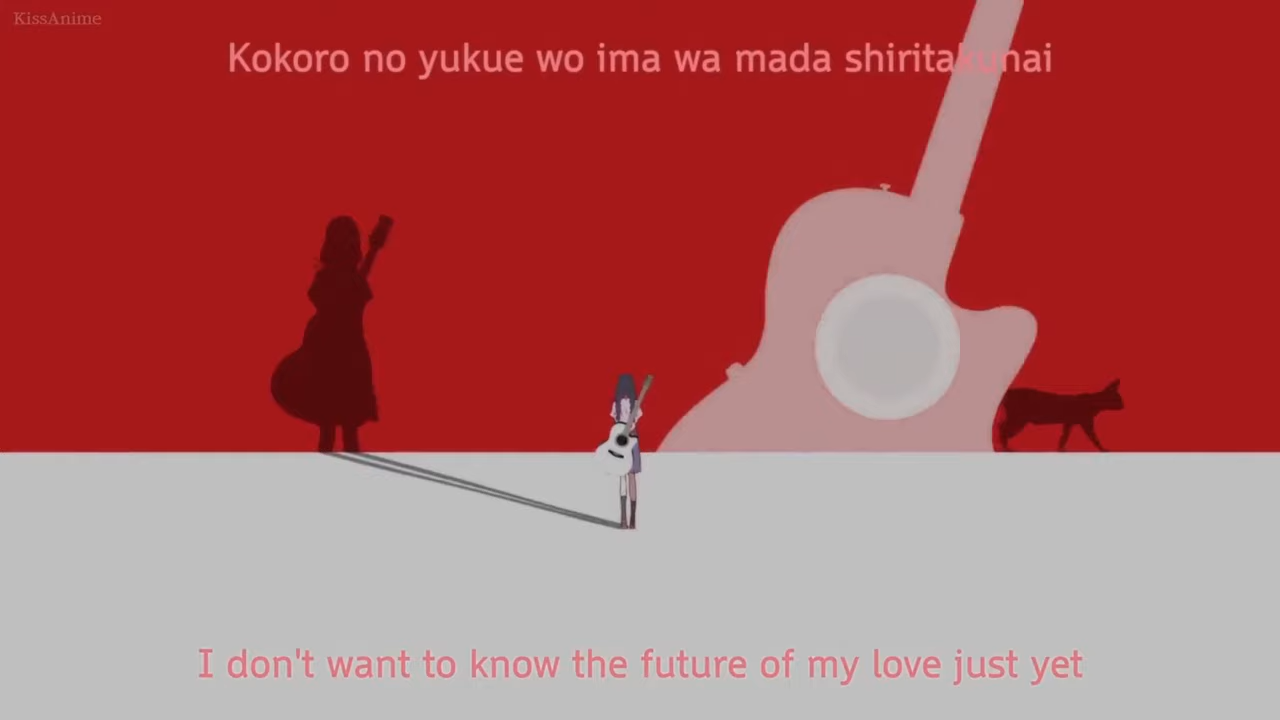 KissAnime
Kokoro no yukue wo ima wa mada shiritakunai
I don't want to know the future of my love just yet